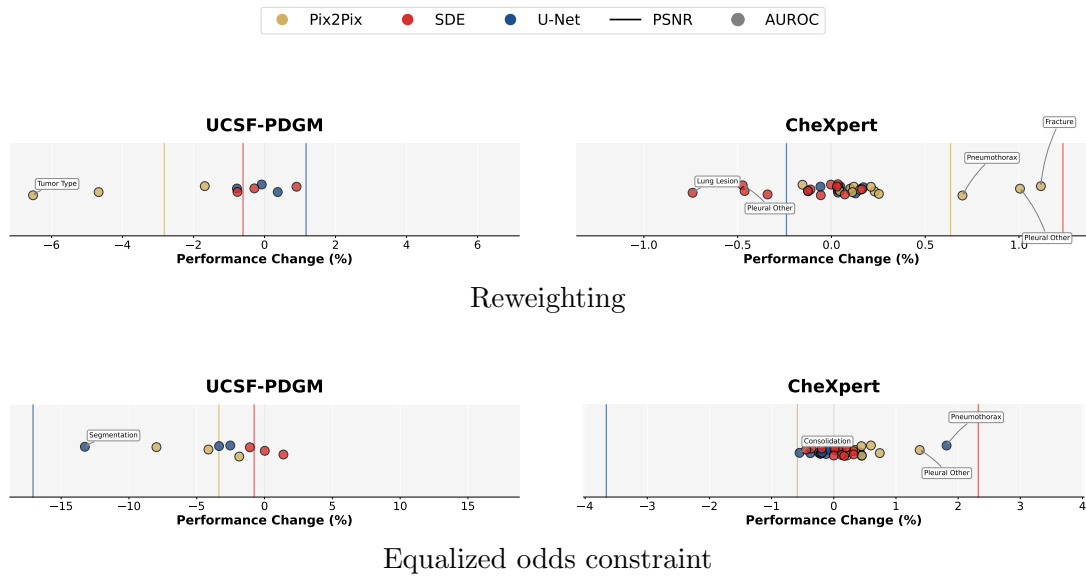 Pix2Pix SDE U-Net PSNR AUROC
UCSF-PDGM
CheXpert
Fracture
Pneumothorax
Tumor Type
Lung Lesion
Pleural Other
Pleural Other
−6 −4 −2 0 2 4 6
−1.0 −0.5 0.0 0.5 1.0
Performance Change (%)
Performance Change (%)
Reweighting
UCSF-PDGM
CheXpert
Pneumothorax
Segmentation
Consolidation
Pleural Other
−15 −10 −5 0 5 10 15
−4 −3 −2 −1 0 1 2 3 4
Performance Change (%)
Performance Change (%)
Equalized odds constraint